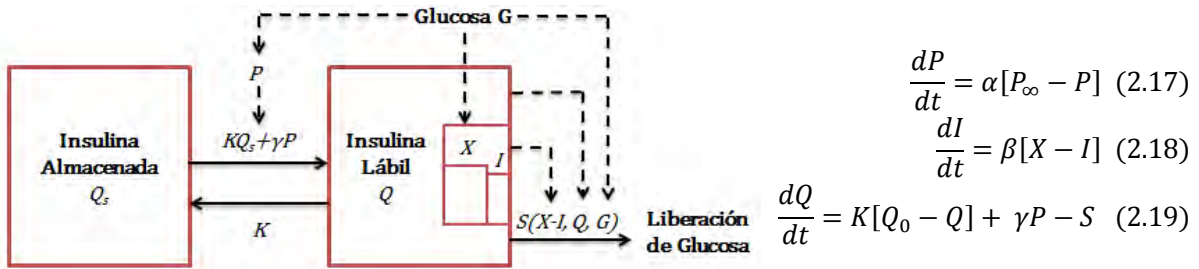 Glucosa G
P
Insulina
Almacenada
Qₛ
KQₛ+γP
K
Insulina
Lábil
Q
X
I
S(X-I, Q, G)
Liberación
de Glucosa
dP/dt = α[P∞ − P] (2.17)
dI/dt = β[X − I] (2.18)
dQ/dt = K[Q₀ − Q] + γP − S (2.19)